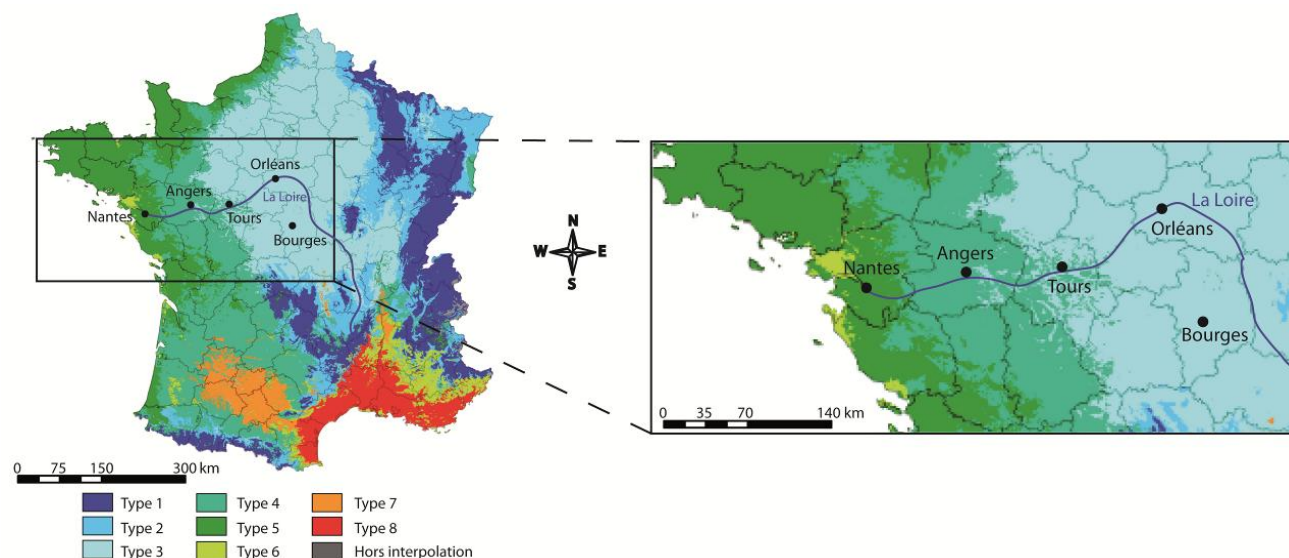 Orléans
Angers
La Loire
Nantes
Tours
Bourges
N
W E
S
0 75 150 300 km
Type 1
Type 2
Type 3
Type 4
Type 5
Type 6
Type 7
Type 8
Hors interpolation
La Loire
Orléans
Angers
Nantes
Tours
Bourges
0 35 70 140 km